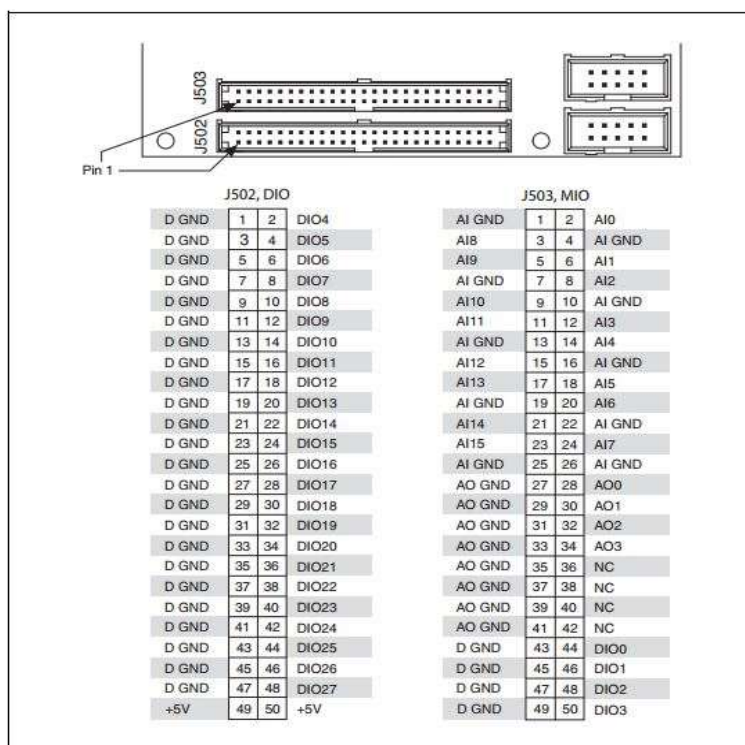 J503
J502
Pin 1
J502, DIO
D GND 1 2 DIO4
D GND 3 4 DIO5
D GND 5 6 DIO6
D GND 7 8 DIO7
D GND 9 10 DIO8
D GND 11 12 DIO9
D GND 13 14 DIO10
D GND 15 16 DIO11
D GND 17 18 DIO12
D GND 19 20 DIO13
D GND 21 22 DIO14
D GND 23 24 DIO15
D GND 25 26 DIO16
D GND 27 28 DIO17
D GND 29 30 DIO18
D GND 31 32 DIO19
D GND 33 34 DIO20
D GND 35 36 DIO21
D GND 37 38 DIO22
D GND 39 40 DIO23
D GND 41 42 DIO24
D GND 43 44 DIO25
D GND 45 46 DIO26
D GND 47 48 DIO27
+5V 49 50 +5V
J503, MIO
AI GND 1 2 AI0
AI8 3 4 AI GND
AI9 5 6 AI1
AI GND 7 8 AI2
AI10 9 10 AI GND
AI11 11 12 AI3
AI GND 13 14 AI4
AI12 15 16 AI GND
AI13 17 18 AI5
AI GND 19 20 AI6
AI14 21 22 AI GND
AI15 23 24 AI7
AI GND 25 26 AI GND
AO GND 27 28 AO0
AO GND 29 30 AO1
AO GND 31 32 AO2
AO GND 33 34 AO3
AO GND 35 36 NC
AO GND 37 38 NC
AO GND 39 40 NC
AO GND 41 42 NC
D GND 43 44 DIO0
D GND 45 46 DIO1
D GND 47 48 DIO2
D GND 49 50 DIO3